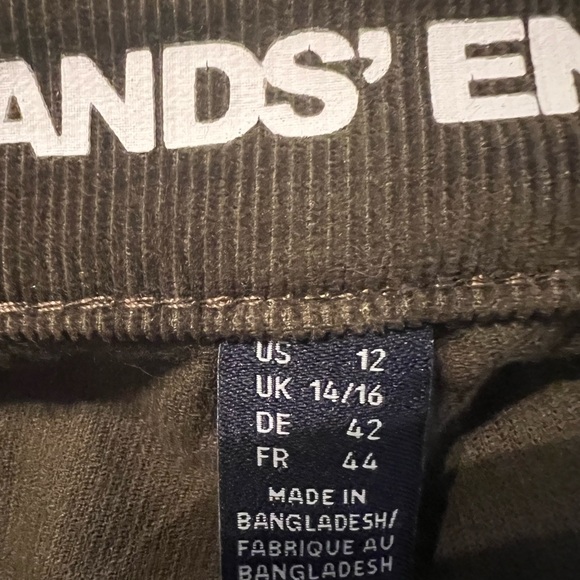 ANDS' EN
US 12
UK 14/16
DE 42
FR 44
MADE IN
BANGLADESH/
FABRIQUE AU
BANGLADESH